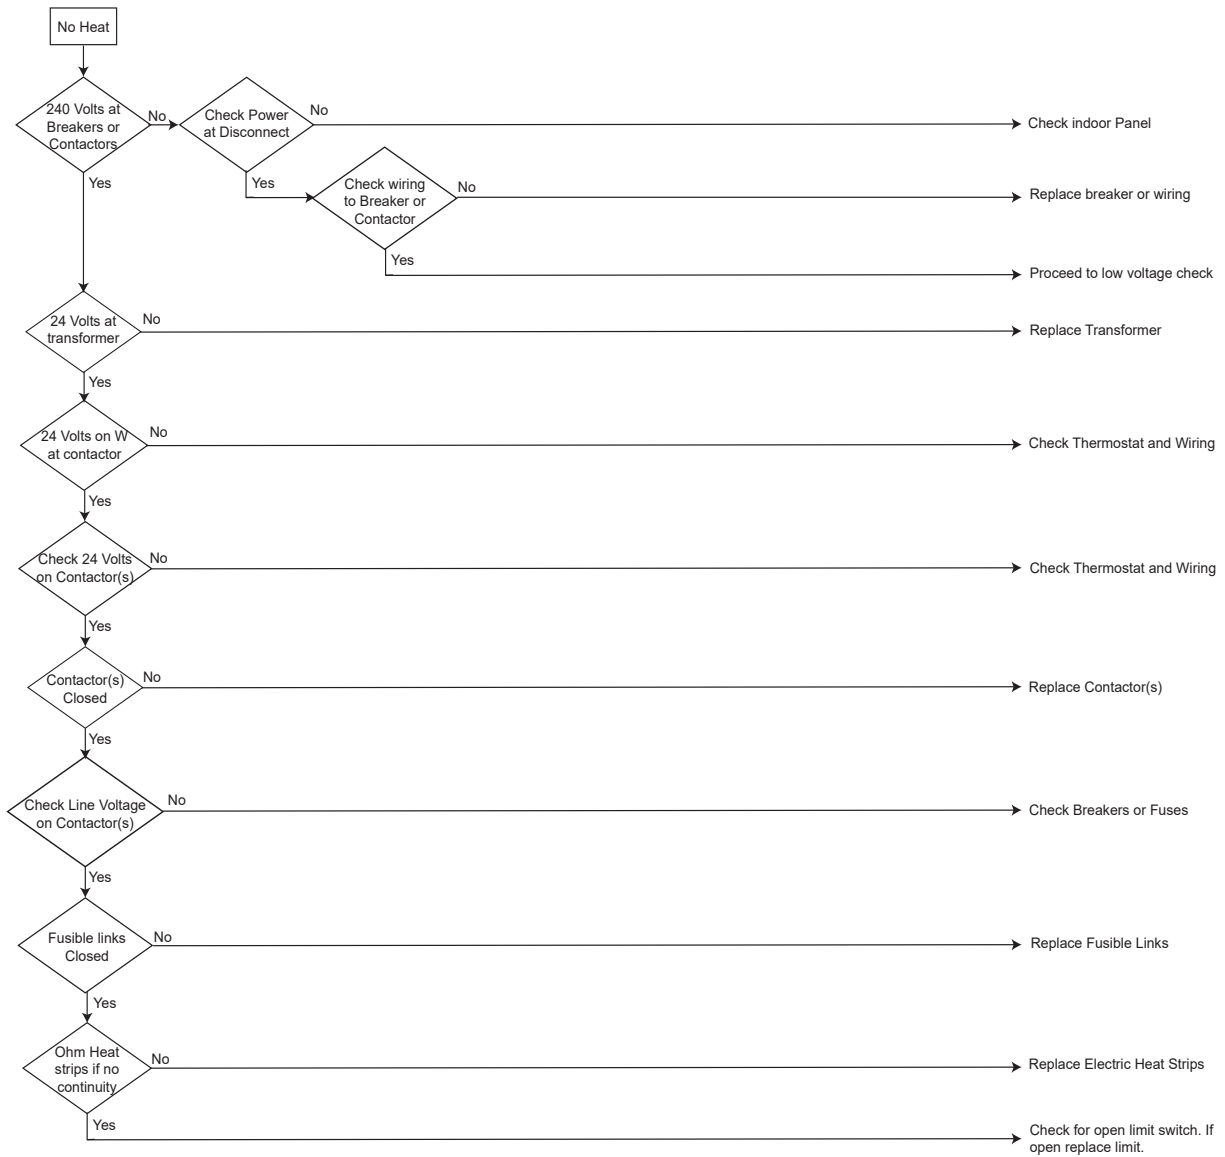 No Heat
240 Volts at
Breakers or
Contactors
No
Check Power
at Disconnect
No
Check indoor Panel
Yes
Yes
Check wiring
to Breaker or
Contactor
No
Replace breaker or wiring
Yes
Proceed to low voltage check
24 Volts at
transformer
No
Replace Transformer
Yes
24 Volts on W
at contactor
No
Check Thermostat and Wiring
Yes
Check 24 Volts
on Contactor(s)
No
Check Thermostat and Wiring
Yes
Contactor(s)
Closed
No
Replace Contactor(s)
Yes
Check Line Voltage
on Contactor(s)
No
Check Breakers or Fuses
Yes
Fusible links
Closed
No
Replace Fusible Links
Yes
Ohm Heat
strips if no
continuity
No
Replace Electric Heat Strips
Yes
Check for open limit switch. If
open replace limit.